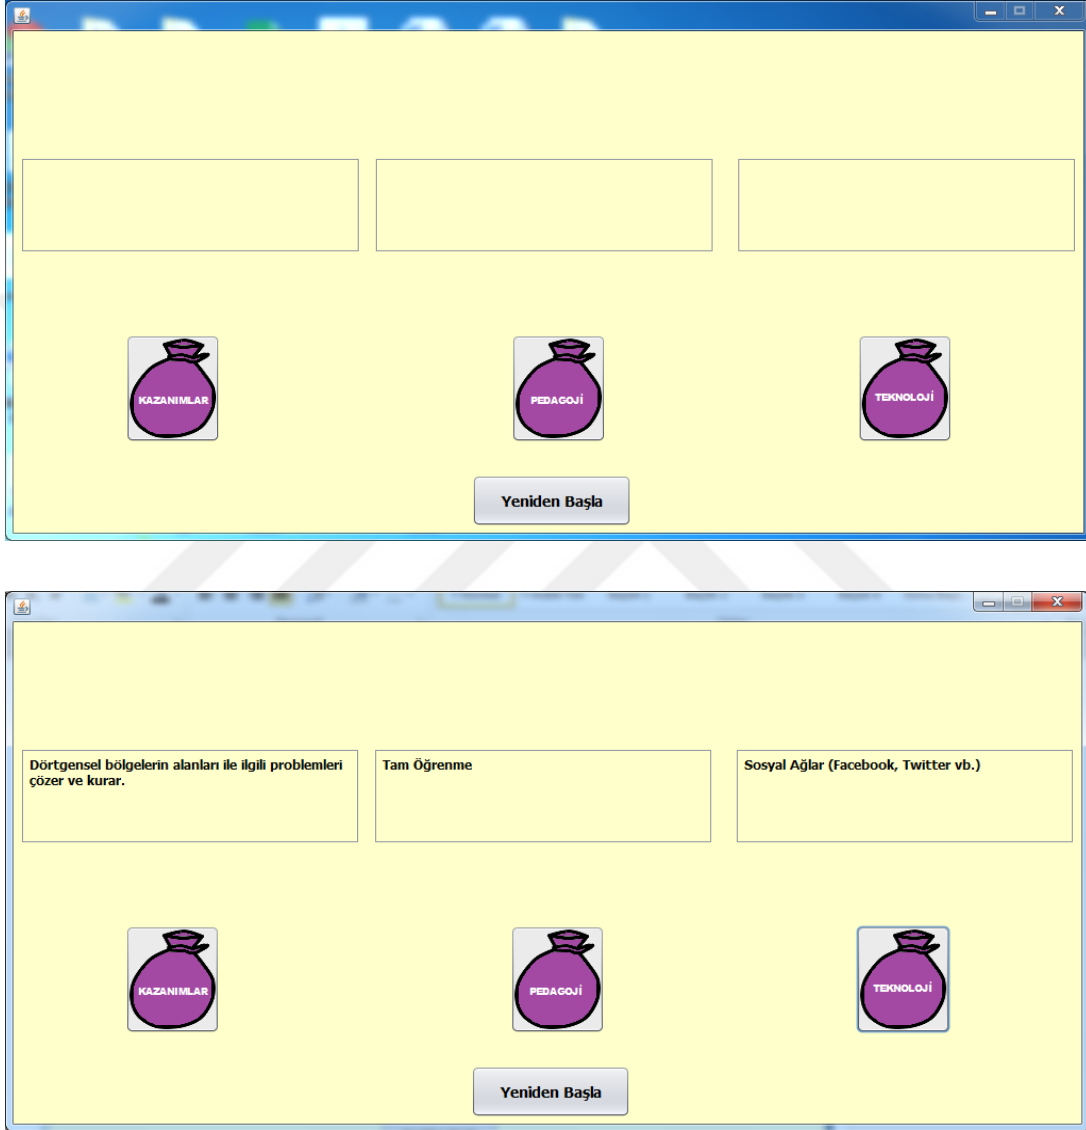 KAZANIMLAR
PEDAGOJİ
TEKNOLOJİ
Yeniden Başla
Dörtgensel bölgelerin alanları ile ilgili problemleri
çözer ve kurar.
Tam Öğrenme
Sosyal Ağlar (Facebook, Twitter vb.)
KAZANIMLAR
PEDAGOJİ
TEKNOLOJİ
Yeniden Başla